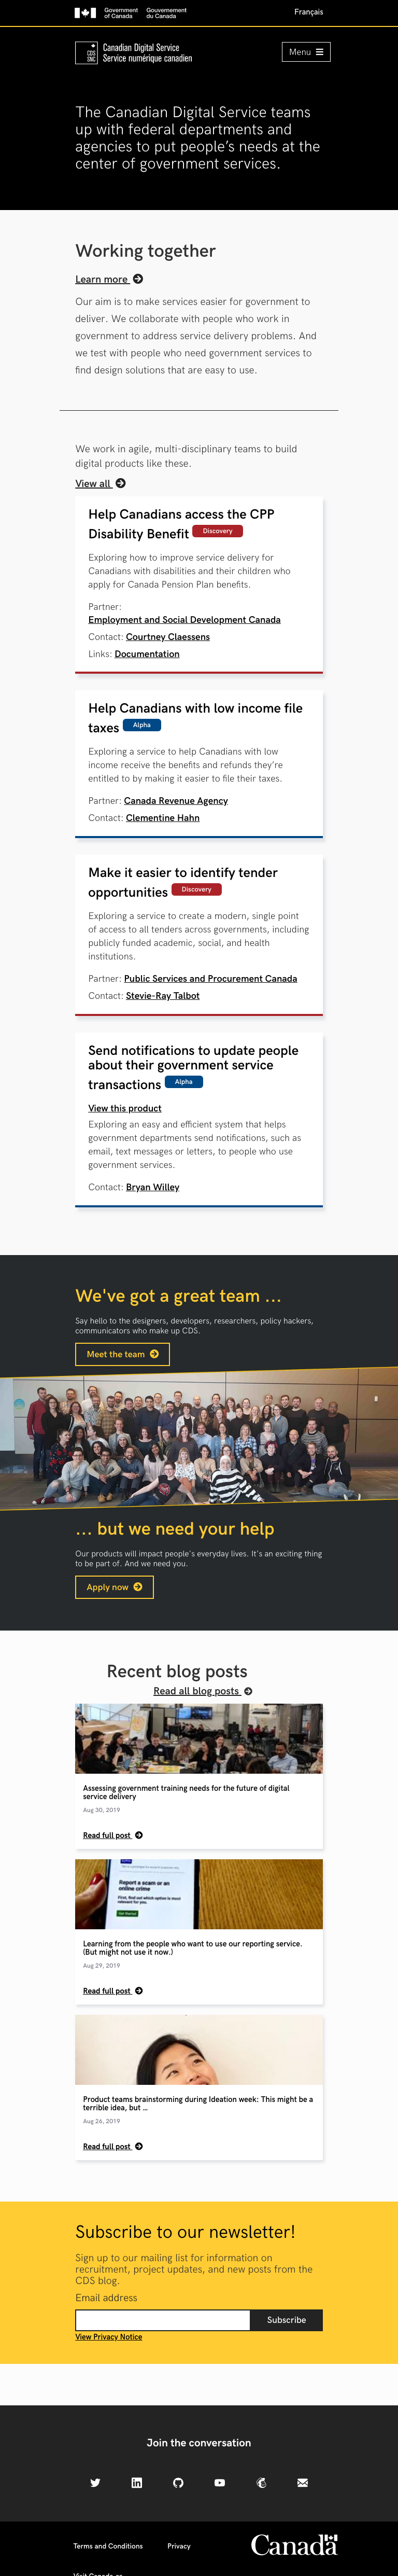 Government of Canada
Gouvernement du Canada
Français
CDS
SNC
Canadian Digital Service
Service numérique canadien
Menu
The Canadian Digital Service teams
up with federal departments and
agencies to put people's needs at the
center of government services.
Working together
Learn more
Our aim is to make services easier for government to
deliver. We collaborate with people who work in
government to address service delivery problems. And
we test with people who need government services to
find design solutions that are easy to use.
We work in agile, multi-disciplinary teams to build
digital products like these.
View all
Help Canadians access the CPP
Disability Benefit Discovery
Exploring how to improve service delivery for
Canadians with disabilities and their children who
apply for Canada Pension Plan benefits.
Partner:
Employment and Social Development Canada
Contact: Courtney Claessens
Links: Documentation
Help Canadians with low income file
taxes Alpha
Exploring a service to help Canadians with low
income receive the benefits and refunds they're
entitled to by making it easier to file their taxes.
Partner: Canada Revenue Agency
Contact: Clementine Hahn
Make it easier to identify tender
opportunities Discovery
Exploring a service to create a modern, single point
of access to all tenders across governments, including
publicly funded academic, social, and health
institutions.
Partner: Public Services and Procurement Canada
Contact: Stevie-Ray Talbot
Send notifications to update people
about their government service
transactions Alpha
View this product
Exploring an easy and efficient system that helps
government departments send notifications, such as
email, text messages or letters, to people who use
government services.
Contact: Bryan Willey
We've got a great team ...
Say hello to the designers, developers, researchers, policy hackers,
communicators who make up CDS.
Meet the team
... but we need your help
Our products will impact people's everyday lives. It's an exciting thing
to be part of. And we need you.
Apply now
Recent blog posts
Read all blog posts
Assessing government training needs for the future of digital
service delivery
Aug 30, 2019
Read full post
Report a scam or an
online crime
First, find out which option is
most relevant for you.
Learning from the people who want to use our reporting service.
(But might not use it now.)
Aug 29, 2019
Read full post
Product teams brainstorming during Ideation week: This might be a
terrible idea, but …
Aug 26, 2019
Read full post
Subscribe to our newsletter!
Sign up to our mailing list for information on
recruitment, project updates, and new posts from the
CDS blog.
Email address
Subscribe
View Privacy Notice
Join the conversation
Terms and Conditions
Privacy
Canada
Visit Canada.ca